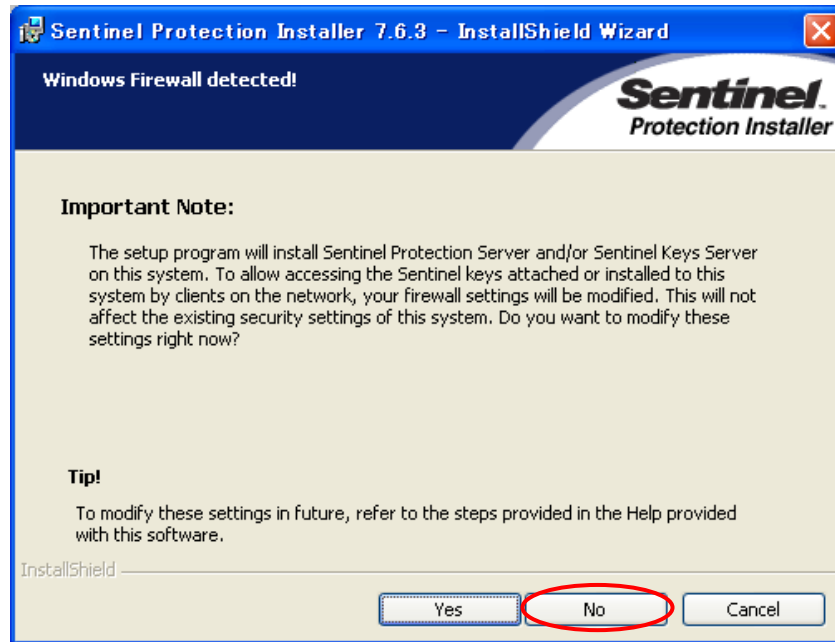 Sentinel Protection Installer 7.6.3 - InstallShield Wizard
Windows Firewall detected!
Sentinel.
Protection Installer
Important Note:
The setup program will install Sentinel Protection Server and/or Sentinel Keys Server
on this system. To allow accessing the Sentinel keys attached or installed to this
system by clients on the network, your firewall settings will be modified. This will not
affect the existing security settings of this system. Do you want to modify these
settings right now?
Tip!
To modify these settings in future, refer to the steps provided in the Help provided
with this software.
InstallShield
Yes No Cancel